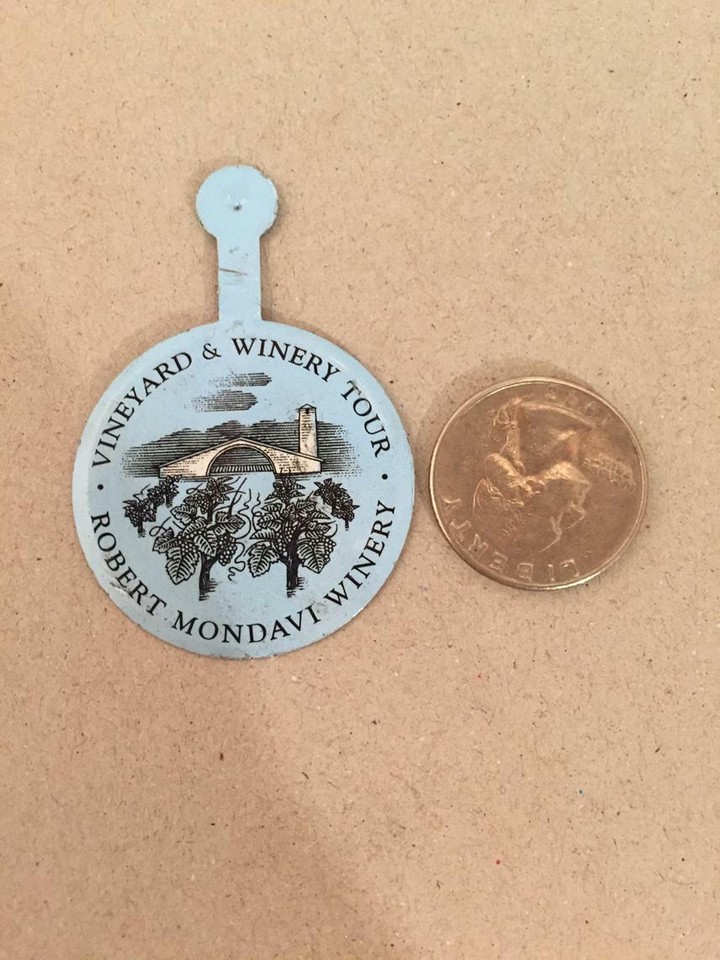 · VINEYARD & WINERY TOUR ·
ROBERT MONDAVI WINERY
LIBERTY